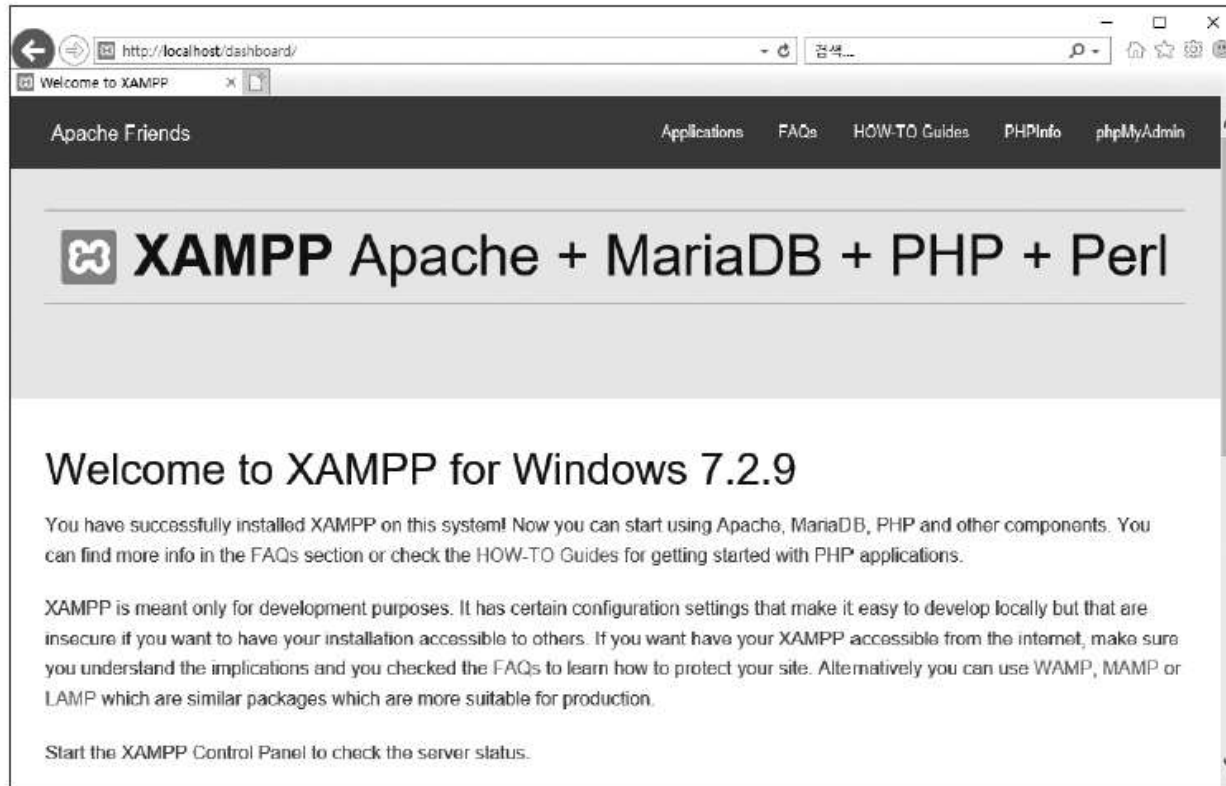 http://localhost/dashboard/
검색...
Welcome to XAMPP
Apache Friends
Applications FAQs HOW-TO Guides PHPInfo phpMyAdmin
XAMPP Apache + MariaDB + PHP + Perl
Welcome to XAMPP for Windows 7.2.9
You have successfully installed XAMPP on this system! Now you can start using Apache, MariaDB, PHP and other components. You
can find more info in the FAQs section or check the HOW-TO Guides for getting started with PHP applications.
XAMPP is meant only for development purposes. It has certain configuration settings that make it easy to develop locally but that are
insecure if you want to have your installation accessible to others. If you want have your XAMPP accessible from the internet, make sure
you understand the implications and you checked the FAQs to learn how to protect your site. Alternatively you can use WAMP, MAMP or
LAMP which are similar packages which are more suitable for production.
Start the XAMPP Control Panel to check the server status.